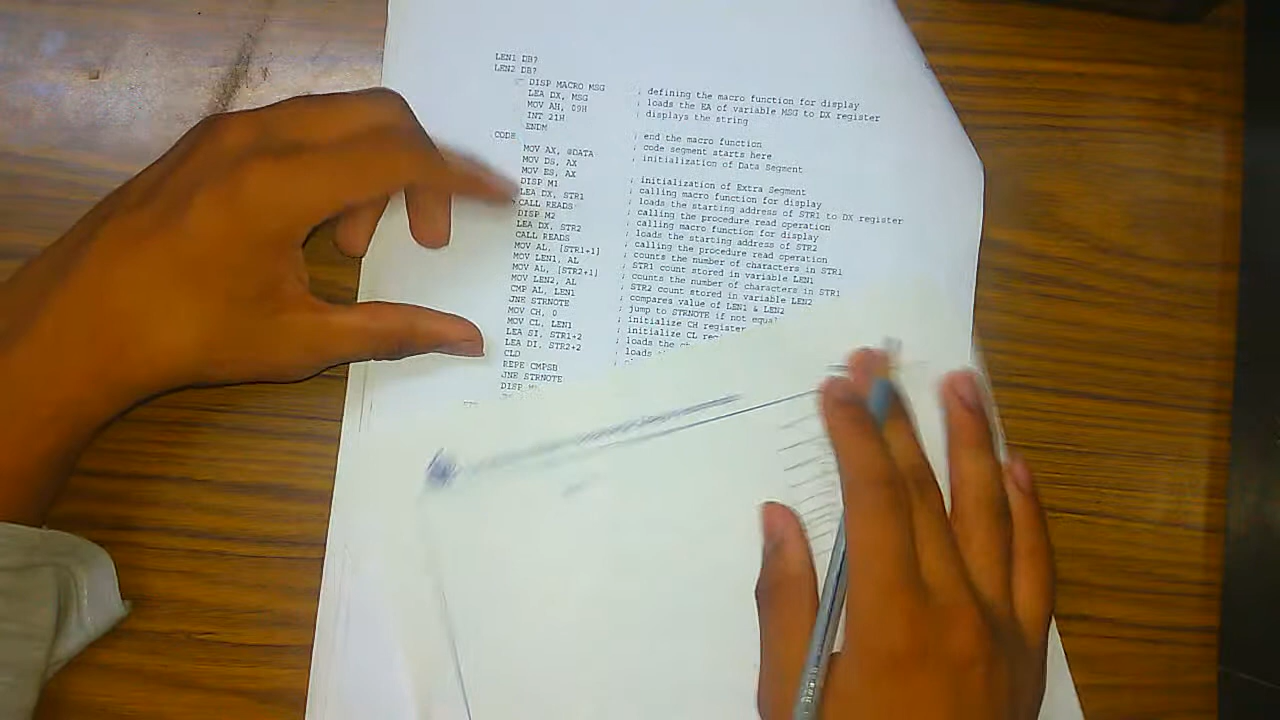 LEN1 DB?
LEN2 DB?
DISP MACRO MSG ; defining the macro function for display
LEA DX, MSG ; loads the EA of variable MSG to DX register
MOV AH, 09H ; displays the string
INT 21H
ENDM ; end the macro function
CODE ; code segment starts here
MOV AX, @DATA ; initialization of Data Segment
MOV DS, AX
MOV ES, AX ; initialization of Extra Segment
DISP M1 ; calling macro function for display
LEA DX, STR1 ; loads the starting address of STR1 to DX register
CALL READS ; calling the procedure read operation
DISP M2 ; calling macro function for display
LEA DX, STR2 ; loads the starting address of STR2
CALL READS ; calling the procedure read operation
MOV AL, [STR1+1] ; counts the number of characters in STR1
MOV LEN1, AL ; STR1 count stored in variable LEN1
MOV AL, [STR2+1] ; counts the number of characters in STR1
MOV LEN2, AL ; STR2 count stored in variable LEN2
CMP AL, LEN1 ; compares value of LEN1 & LEN2
JNE STRNOTE ; jump to STRNOTE if not equal
MOV CH, 0 ; initialize CH register
MOV CL, LEN1 ; initialize CL
LEA SI, STR1+2 ; loads the
LEA DI, STR2+2 ; loads
CLD
REPE CMPSB
JNE STRNOTE
DISP